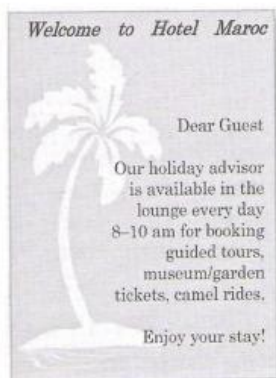 Welcome to Hotel Maroc
Dear Guest
Our holiday advisor
is available in the
lounge every day
8–10 am for booking
guided tours,
museum/garden
tickets, camel rides.
Enjoy your stay!